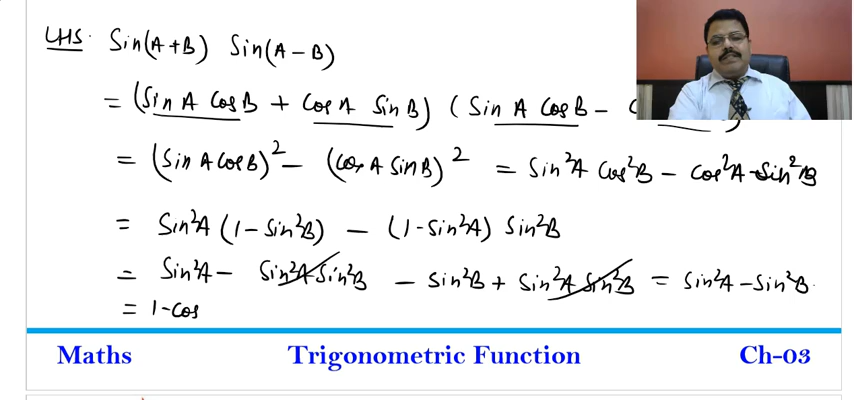 LHS. Sin(A+B) Sin(A-B)
= (Sin A CosB + CosA SinB) (Sin A CosB -
= (Sin A CosB)² - (Cos A SinB)² = Sin²A Cos²B - Cos²A Sin²B
= Sin²A (1-Sin²B) - (1-Sin²A) Sin²B
= Sin²A - Sin²A Sin²B - Sin²B + Sin²A Sin²B = Sin²A - Sin²B.
= 1-Cos
Maths Trigonometric Function Ch-03